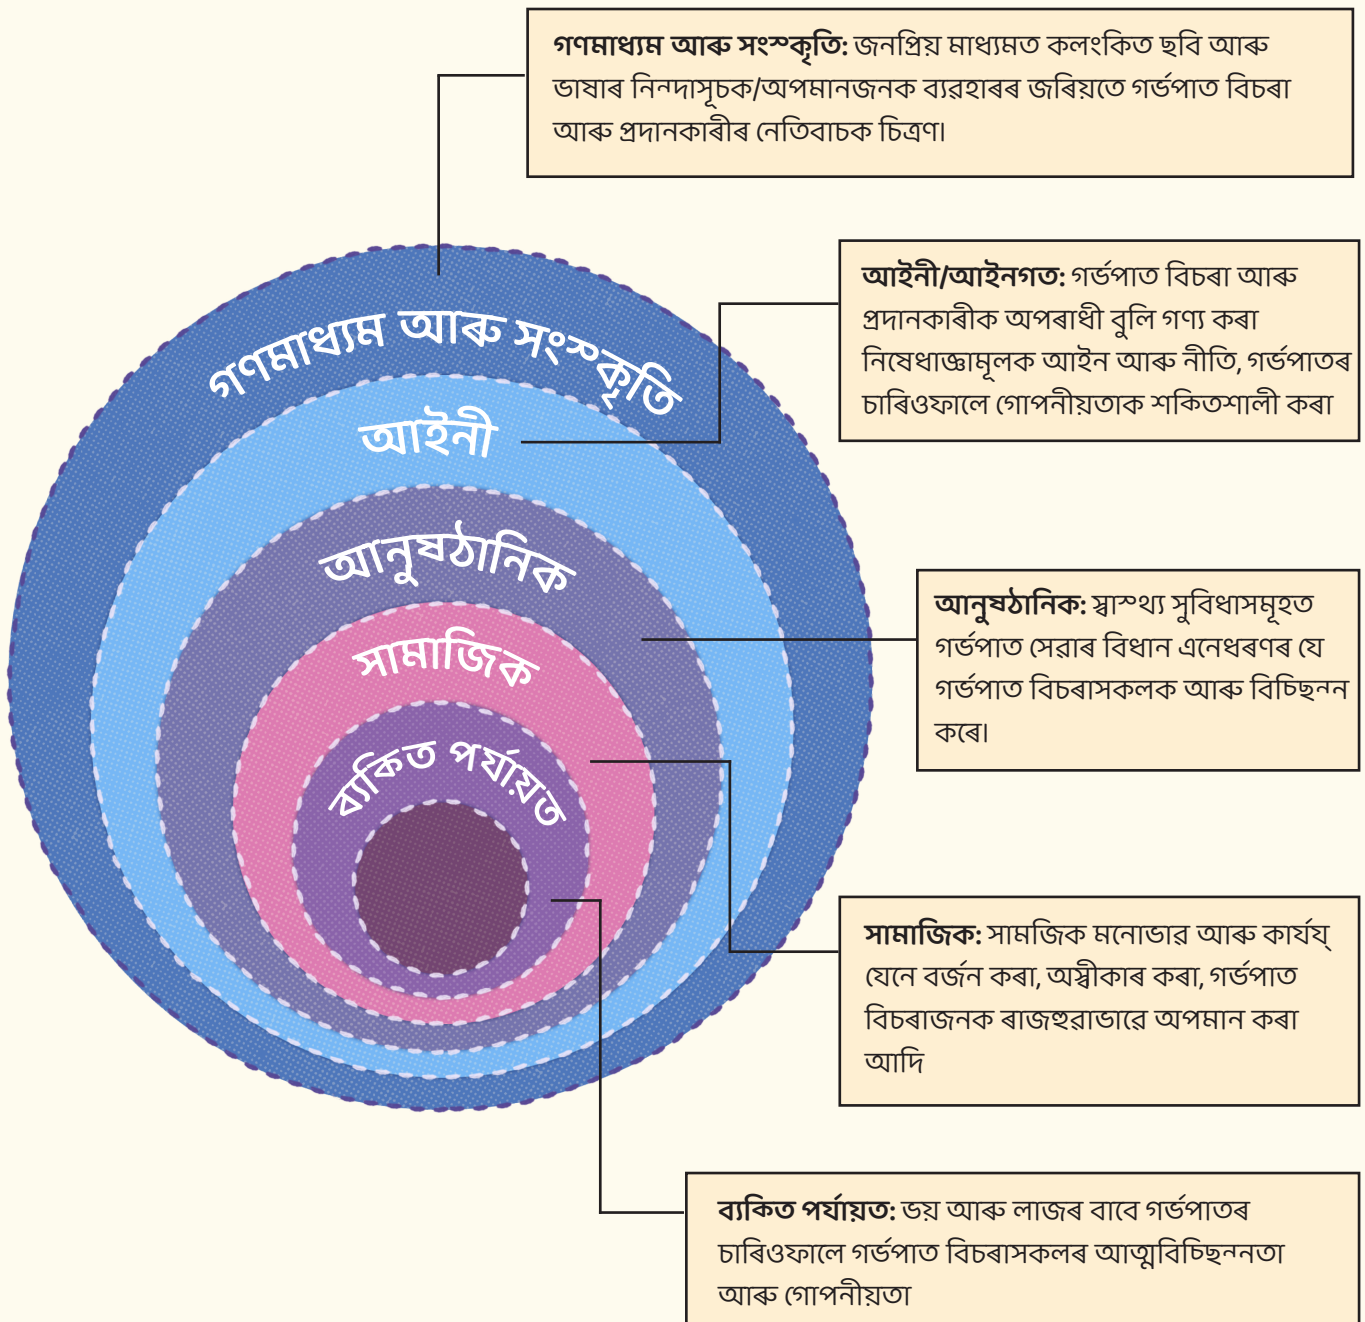 গণমাধ্যম আৰু সংস্কৃতি: জনপ্ৰিয় মাধ্যমত কলংকিত ছবি আৰু
ভাষাৰ নিন্দাসূচক/অপমানজনক ব্যৱহাৰৰ জৰিয়তে গৰ্ভপাত বিচৰা
আৰু প্ৰদানকাৰীৰ নেতিবাচক চিত্ৰণ।
আইনী/আইনগত: গৰ্ভপাত বিচৰা আৰু
প্ৰদানকাৰীক অপৰাধী বুলি গণ্য কৰা
নিষেধাজ্ঞামূলক আইন আৰু নীতি, গৰ্ভপাতৰ
চাৰিওফালে গোপনীয়তাক শকিতশালী কৰা
গণমাধ্যম আৰু সংস্কৃতি
আইনী
আনুষঠানিক
সামাজিক
ব্যকিত পৰ্যায়ত
আনুষঠানিক: স্বাস্থ্য সুবিধাসমূহত
গৰ্ভপাত সেৱাৰ বিধান এনেধৰণৰ যে
গৰ্ভপাত বিচৰাসকলক আৰু বিচ্ছিন্ন
কৰে।
সামাজিক: সামজিক মনোভাৱ আৰু কাৰ্যয্
যেনে বৰ্জন কৰা, অস্বীকাৰ কৰা, গৰ্ভপাত
বিচৰাজনক ৰাজহুৱাভাৱে অপমান কৰা
আদি
ব্যকিত পৰ্যায়ত: ভয় আৰু লাজৰ বাবে গৰ্ভপাতৰ
চাৰিওফালে গৰ্ভপাত বিচৰাসকলৰ আত্মবিচ্ছিন্নতা
আৰু গোপনীয়তা